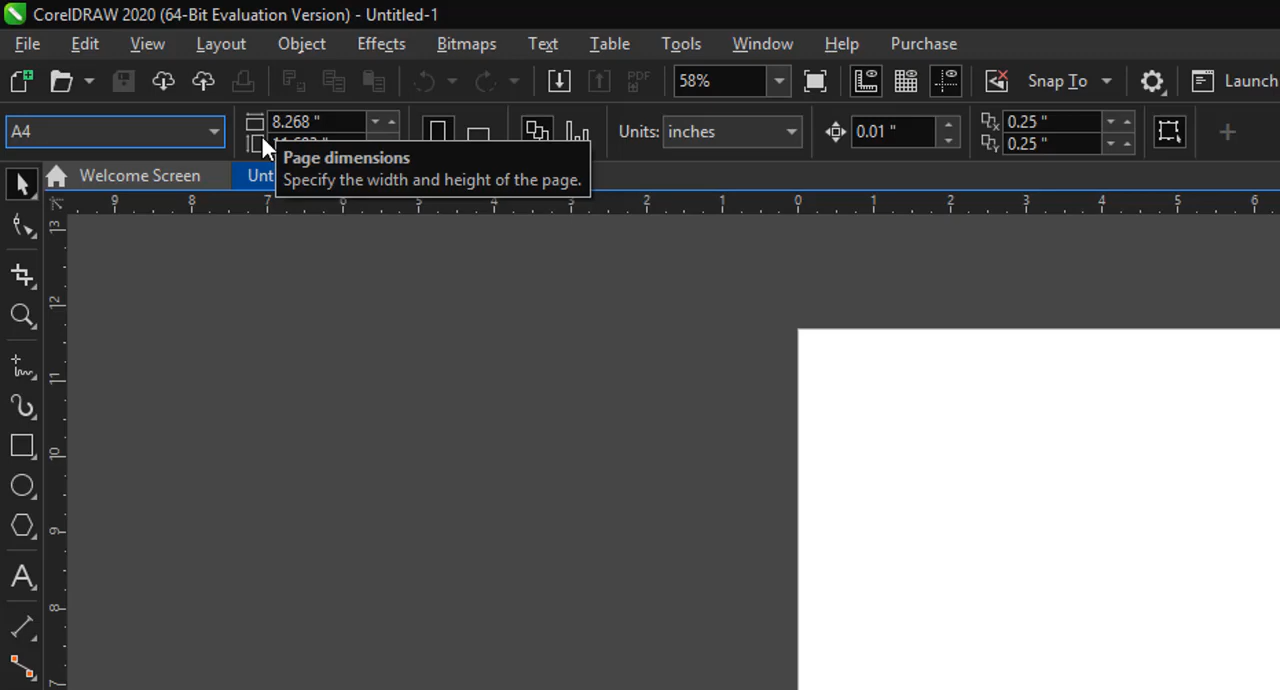 CorelDRAW 2020 (64-Bit Evaluation Version) - Untitled-1
File Edit View Layout Object Effects Bitmaps Text Table Tools Window Help Purchase
PDF 58% Snap To Launch
A4 8.268 " Units: inches 0.01 " 0.25 "
0.25 "
Page dimensions
Specify the width and height of the page.
Welcome Screen Unt
9 8 7 6 5 4 3 2 1 0 1 2 3 4 5 6
13
12
11
10
9
8
7